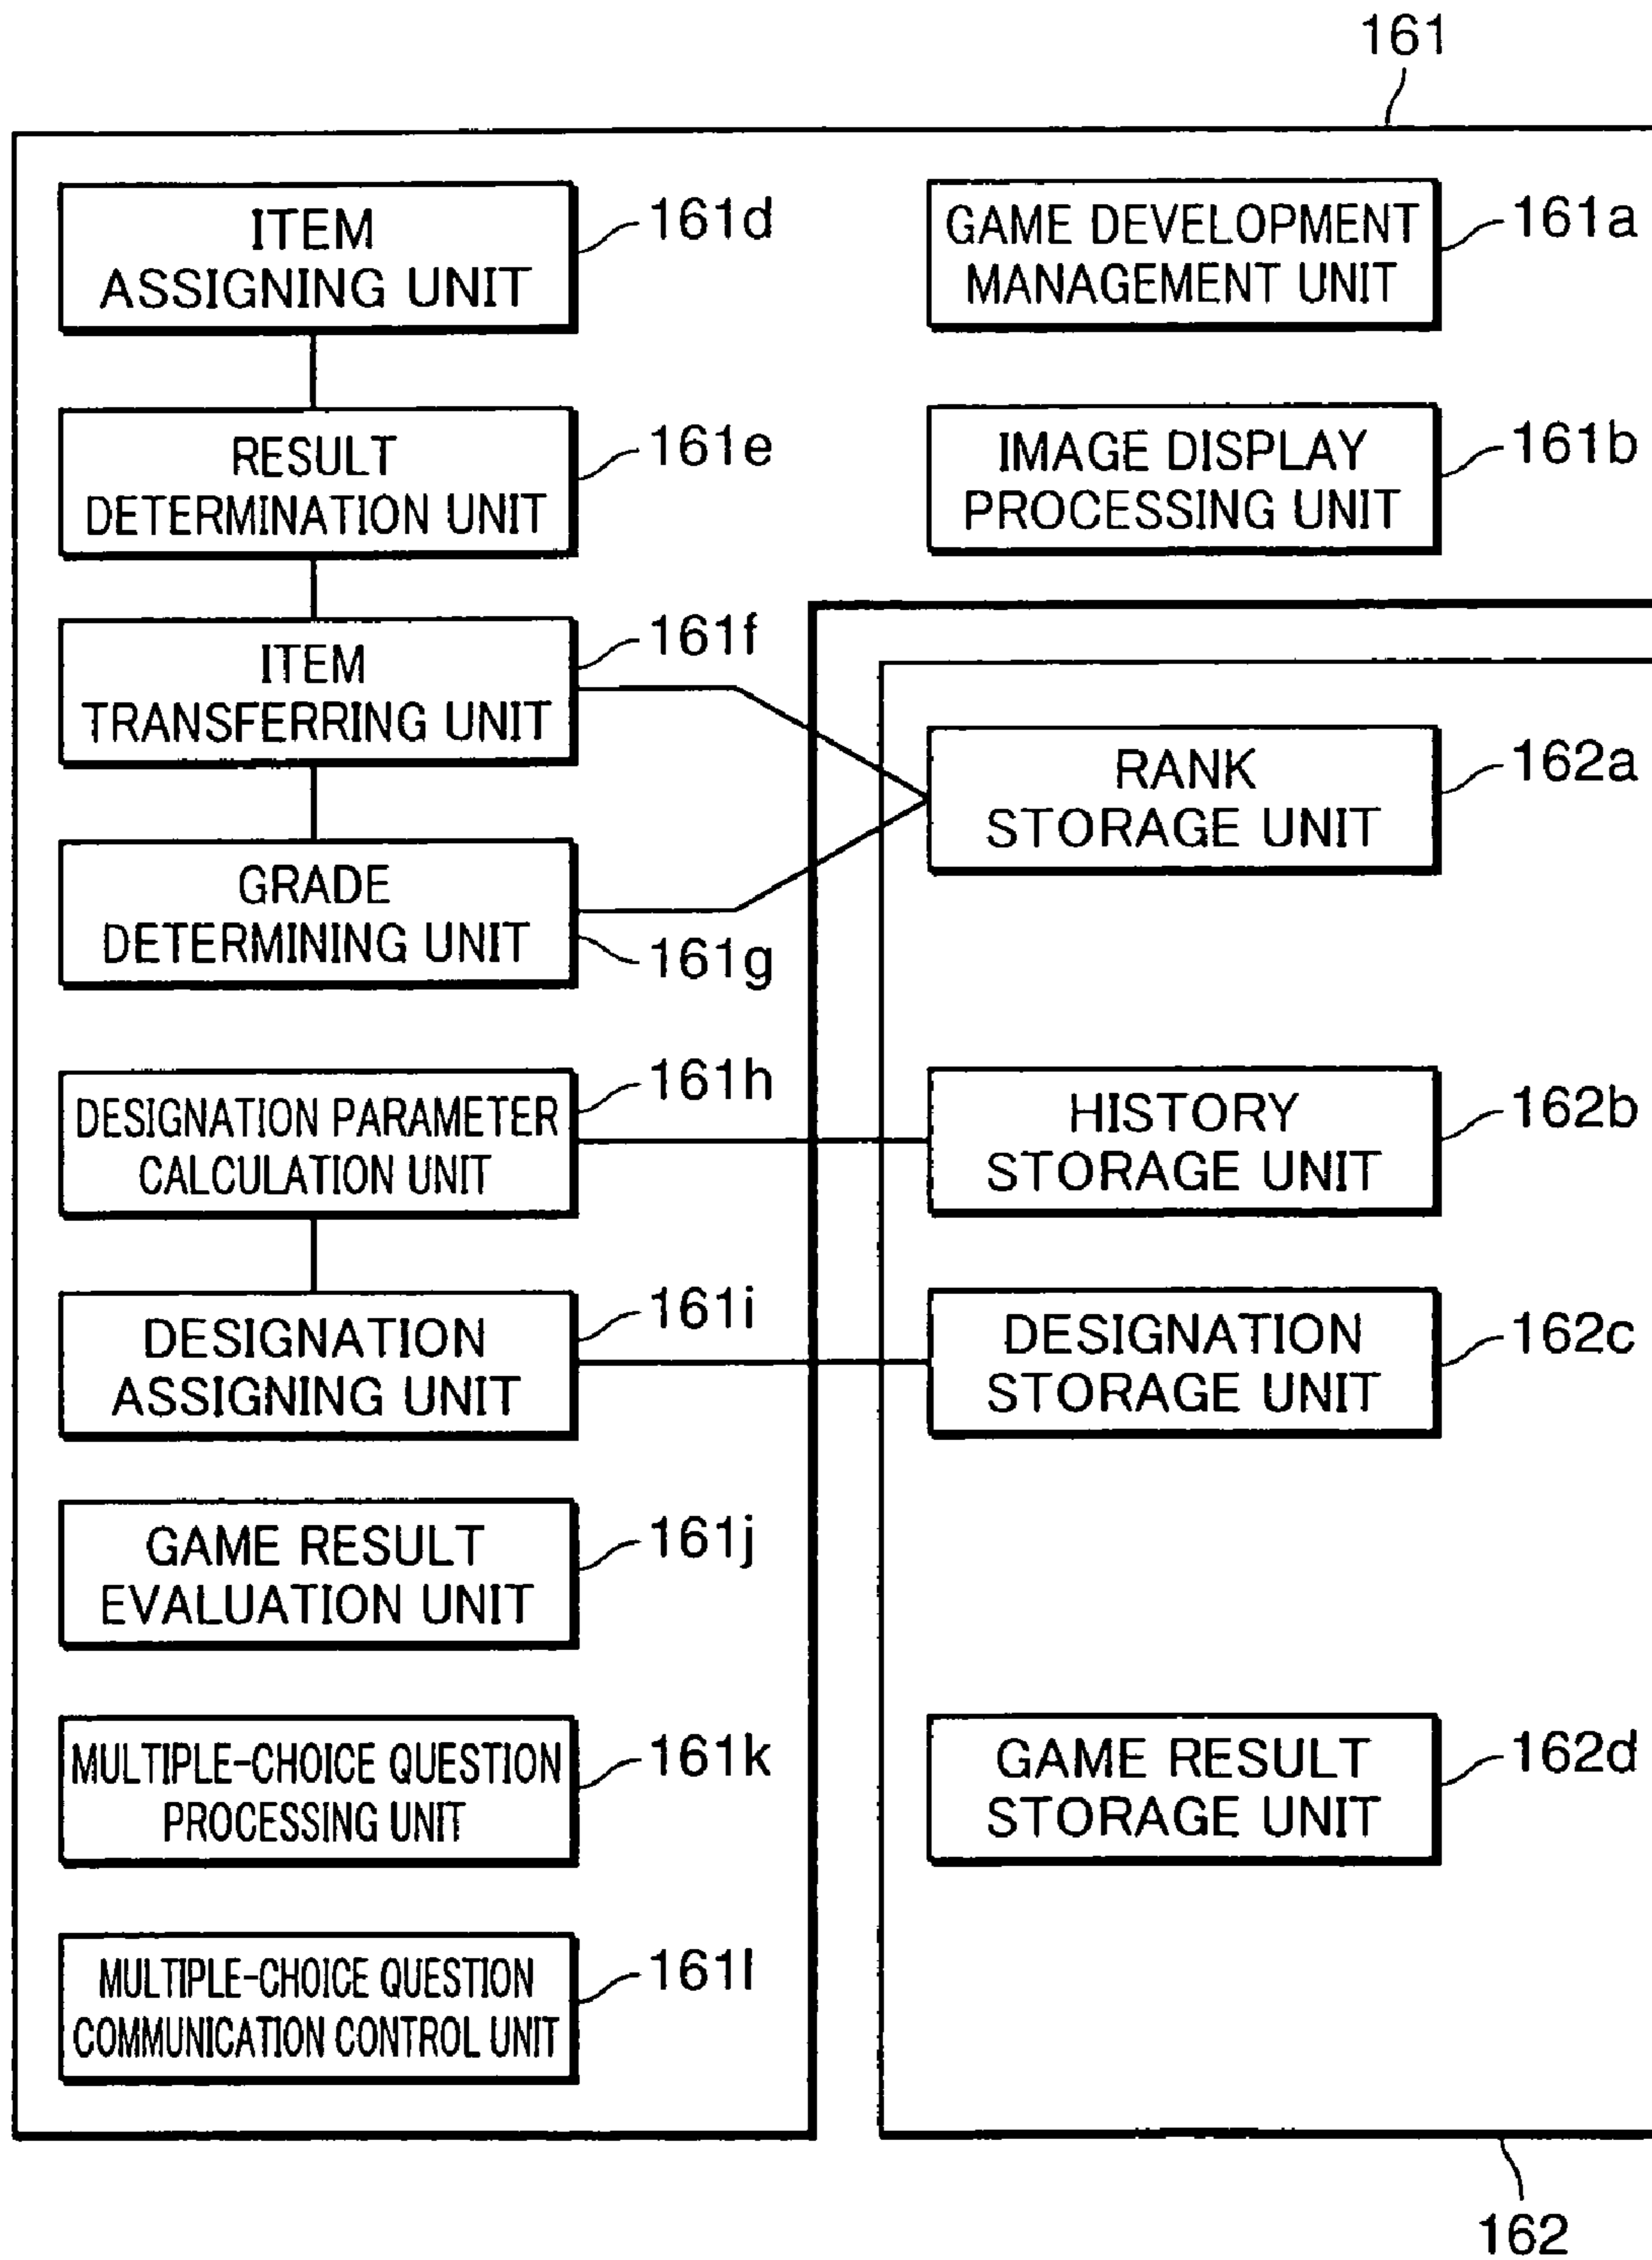 161
ITEM
ASSIGNING UNIT
161d
GAME DEVELOPMENT
MANAGEMENT UNIT
161a
RESULT
DETERMINATION UNIT
161e
IMAGE DISPLAY
PROCESSING UNIT
161b
ITEM
TRANSFERRING UNIT
161f
RANK
STORAGE UNIT
162a
GRADE
DETERMINING UNIT
161g
DESIGNATION PARAMETER
CALCULATION UNIT
161h
HISTORY
STORAGE UNIT
162b
DESIGNATION
ASSIGNING UNIT
161i
DESIGNATION
STORAGE UNIT
162c
GAME RESULT
EVALUATION UNIT
161j
MULTIPLE-CHOICE QUESTION
PROCESSING UNIT
161k
GAME RESULT
STORAGE UNIT
162d
MULTIPLE-CHOICE QUESTION
COMMUNICATION CONTROL UNIT
161l
162